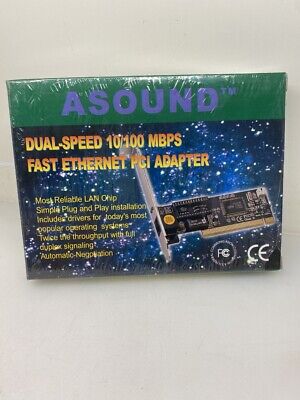 ASOUND™
DUAL-SPEED 10/100 MBPS
FAST ETHERNET PCI ADAPTER
Most Reliable LAN Chip
Simple Plug and Play installation
Includes drivers for today's most
popular operating systems
Twice the throughput with full
duplex signaling
Automatic-Negotiation
FC
CE